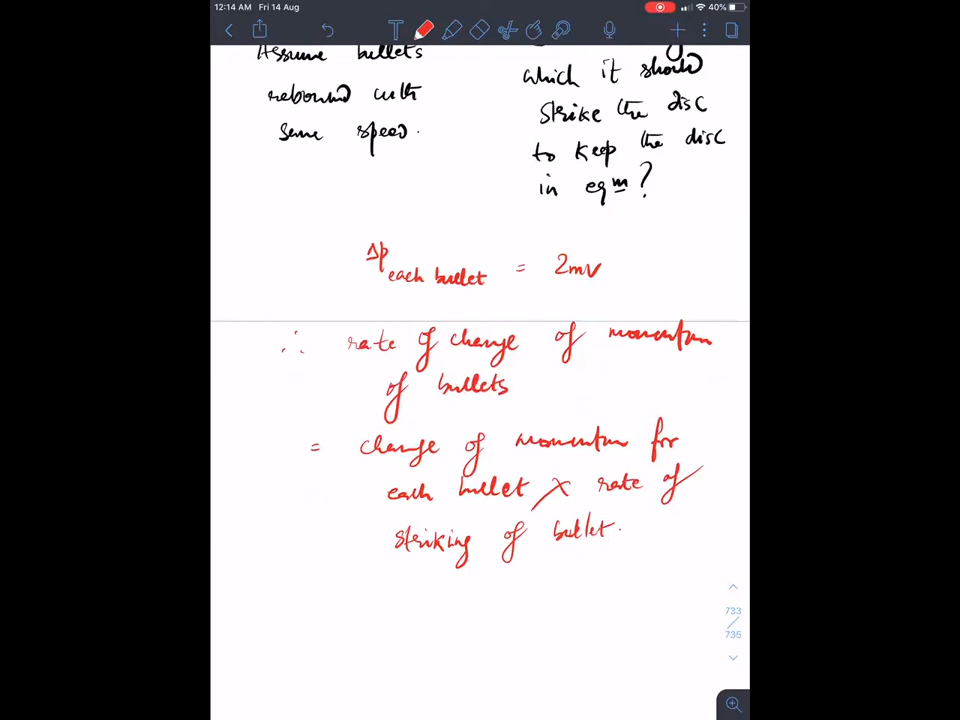 12:14 AM Fri 14 Aug
40%
T
Assume bullets
rebound with
same speed.
which it should
strike the disc
to keep the disc
in eqm?
Δp each bullet = 2mv
∴ rate of change of momentum
of bullets
= change of momentum for
each bullet × rate of
striking of bullet.
733
735